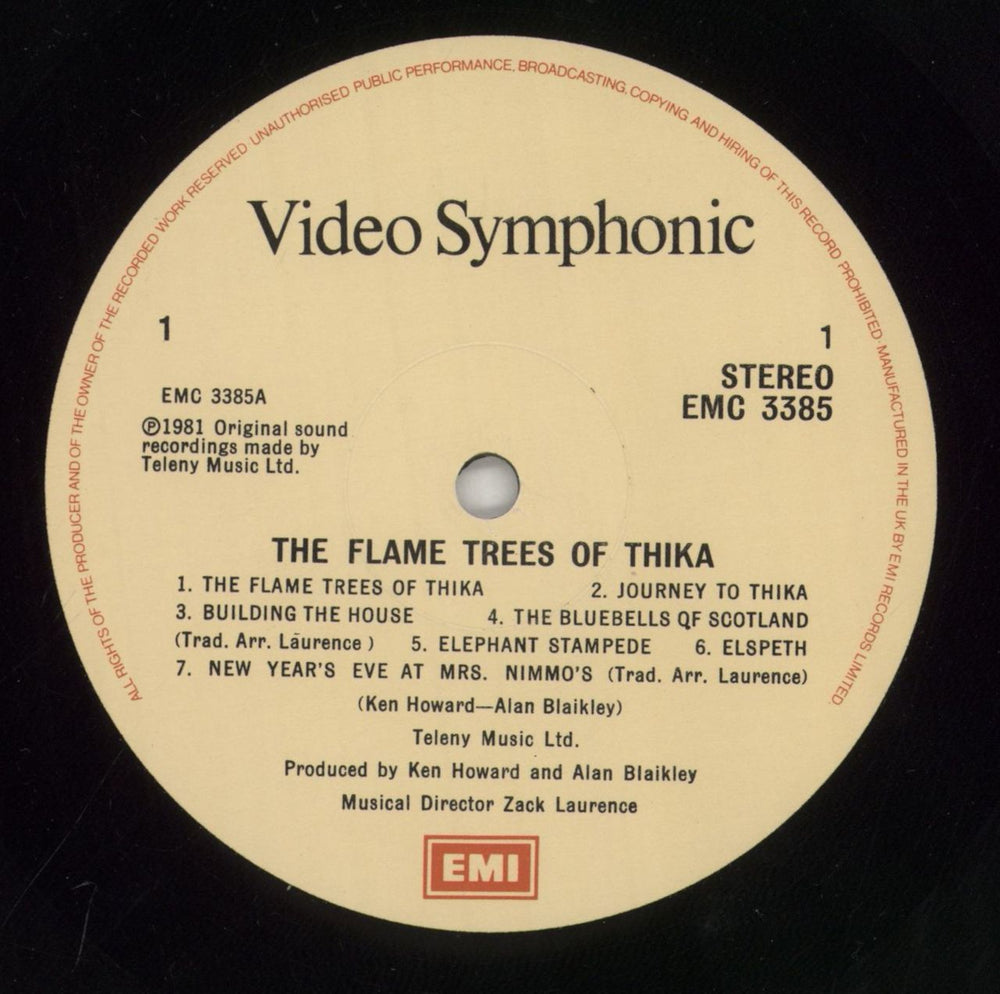 ALL RIGHTS OF THE PRODUCER AND OF THE OWNER OF THE RECORDED WORK RESERVED· UNAUTHORISED PUBLIC PERFORMANCE, BROADCASTING, COPYING AND HIRING OF THIS RECORD PROHIBITED· MANUFACTURED IN THE UK BY EMI RECORDS LIMITED.
Video Symphonic
1
1
STEREO
EMC 3385
EMC 3385A
℗1981 Original sound
recordings made by
Teleny Music Ltd.
THE FLAME TREES OF THIKA
1. THE FLAME TREES OF THIKA 2. JOURNEY TO THIKA
3. BUILDING THE HOUSE 4. THE BLUEBELLS OF SCOTLAND
(Trad. Arr. Laurence ) 5. ELEPHANT STAMPEDE 6. ELSPETH
7. NEW YEAR'S EVE AT MRS. NIMMO'S (Trad. Arr. Laurence)
(Ken Howard—Alan Blaikley)
Teleny Music Ltd.
Produced by Ken Howard and Alan Blaikley
Musical Director Zack Laurence
EMI